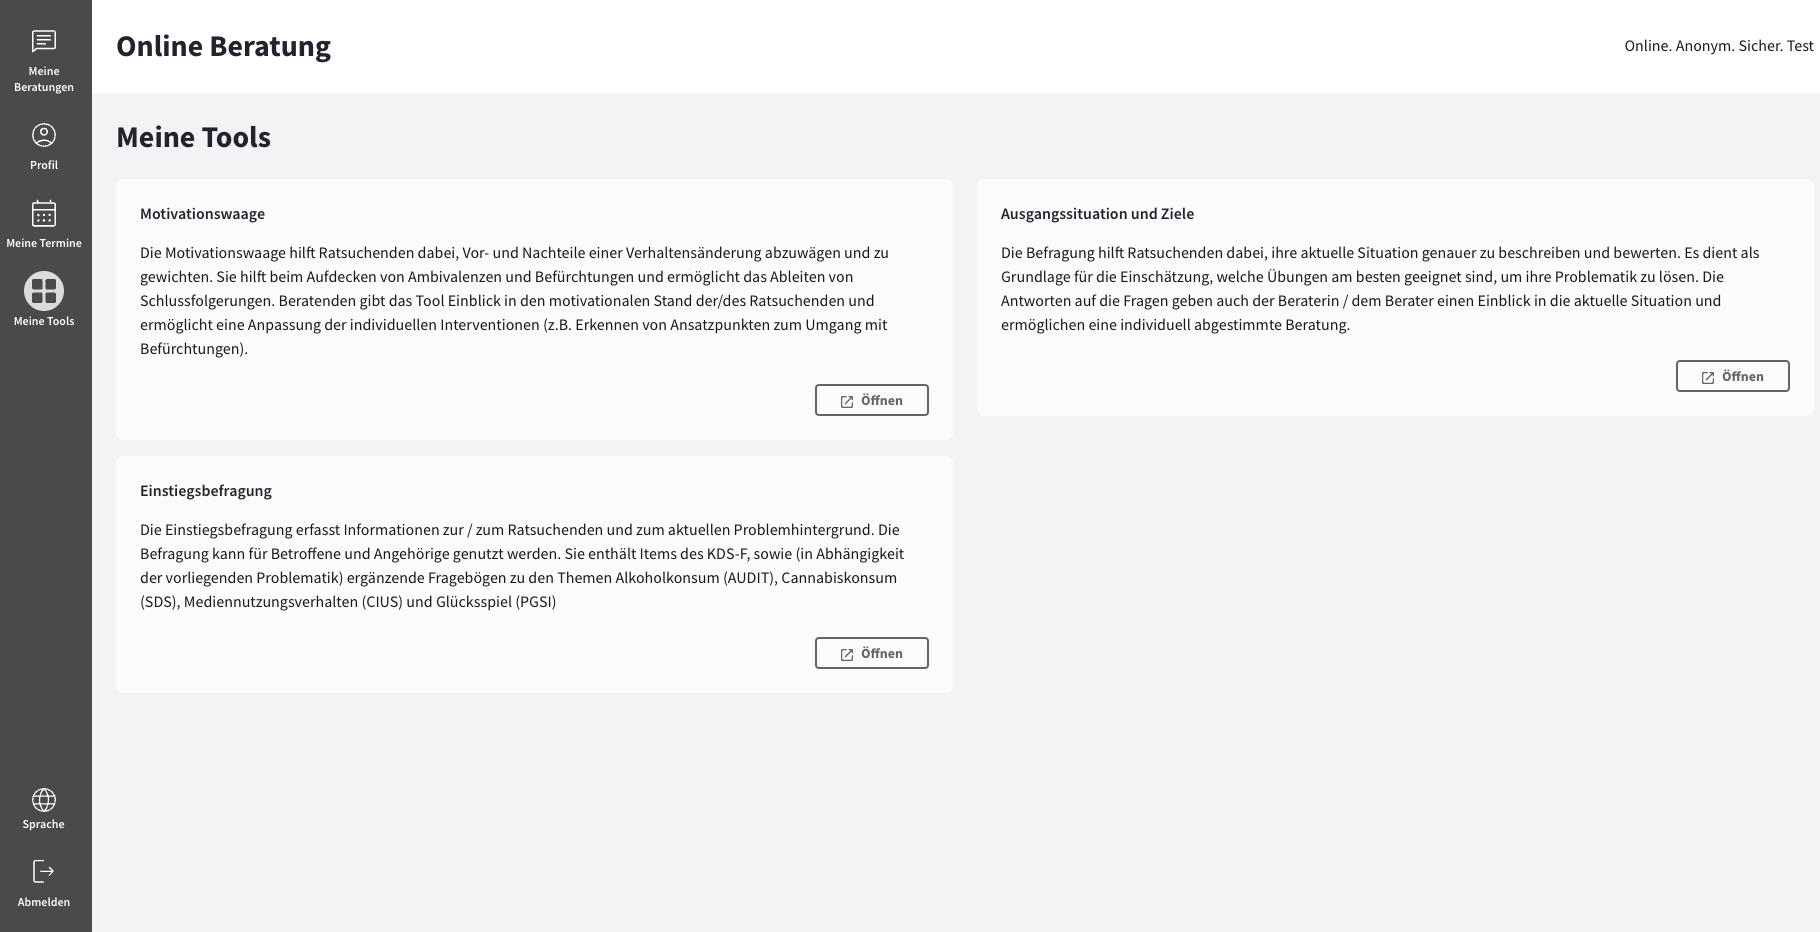 Meine
Beratungen
Profil
Meine Termine
Meine Tools
Sprache
Abmelden
Online Beratung
Online. Anonym. Sicher. Test
Meine Tools
Motivationswaage
Die Motivationswaage hilft Ratsuchenden dabei, Vor- und Nachteile einer Verhaltensänderung abzuwägen und zu
gewichten. Sie hilft beim Aufdecken von Ambivalenzen und Befürchtungen und ermöglicht das Ableiten von
Schlussfolgerungen. Beratenden gibt das Tool Einblick in den motivationalen Stand der/des Ratsuchenden und
ermöglicht eine Anpassung der individuellen Interventionen (z.B. Erkennen von Ansatzpunkten zum Umgang mit
Befürchtungen).
Öffnen
Ausgangssituation und Ziele
Die Befragung hilft Ratsuchenden dabei, ihre aktuelle Situation genauer zu beschreiben und bewerten. Es dient als
Grundlage für die Einschätzung, welche Übungen am besten geeignet sind, um ihre Problematik zu lösen. Die
Antworten auf die Fragen geben auch der Beraterin / dem Berater einen Einblick in die aktuelle Situation und
ermöglichen eine individuell abgestimmte Beratung.
Öffnen
Einstiegsbefragung
Die Einstiegsbefragung erfasst Informationen zur / zum Ratsuchenden und zum aktuellen Problemhintergrund. Die
Befragung kann für Betroffene und Angehörige genutzt werden. Sie enthält Items des KDS-F, sowie (in Abhängigkeit
der vorliegenden Problematik) ergänzende Fragebögen zu den Themen Alkoholkonsum (AUDIT), Cannabiskonsum
(SDS), Mediennutzungsverhalten (CIUS) und Glücksspiel (PGSI)
Öffnen